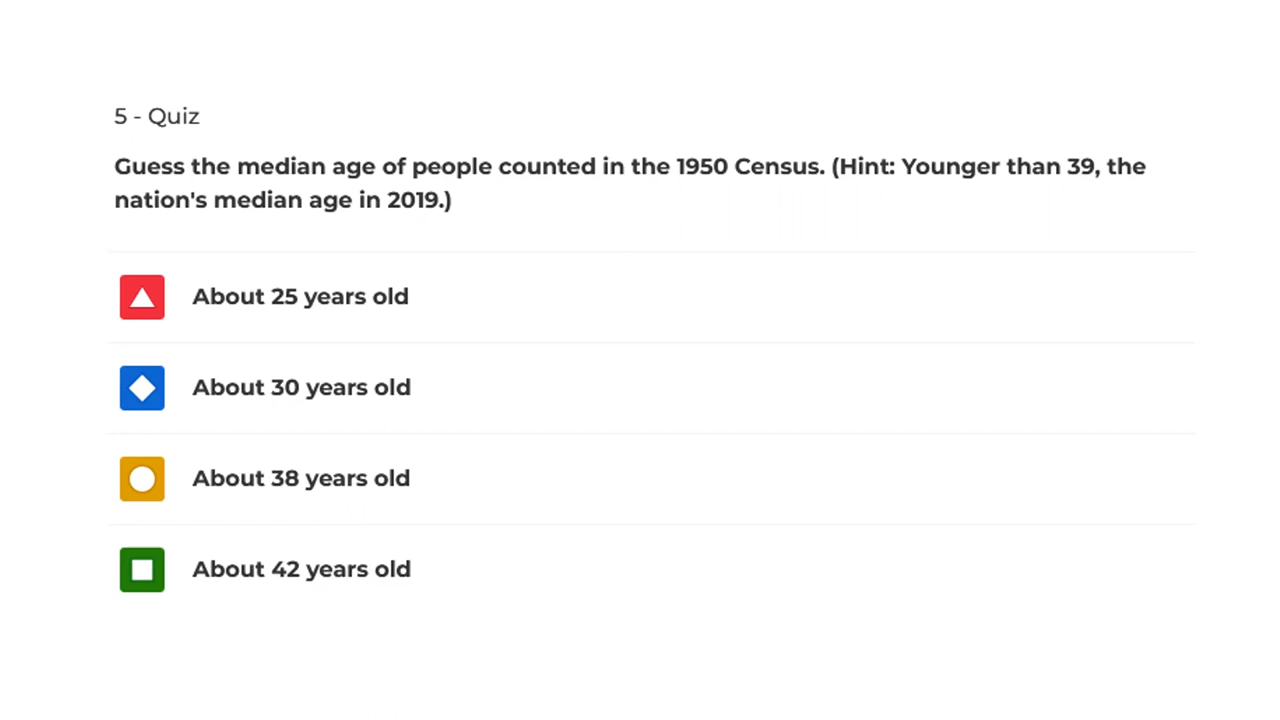 5 - Quiz
Guess the median age of people counted in the 1950 Census. (Hint: Younger than 39, the
nation's median age in 2019.)
About 25 years old
About 30 years old
About 38 years old
About 42 years old